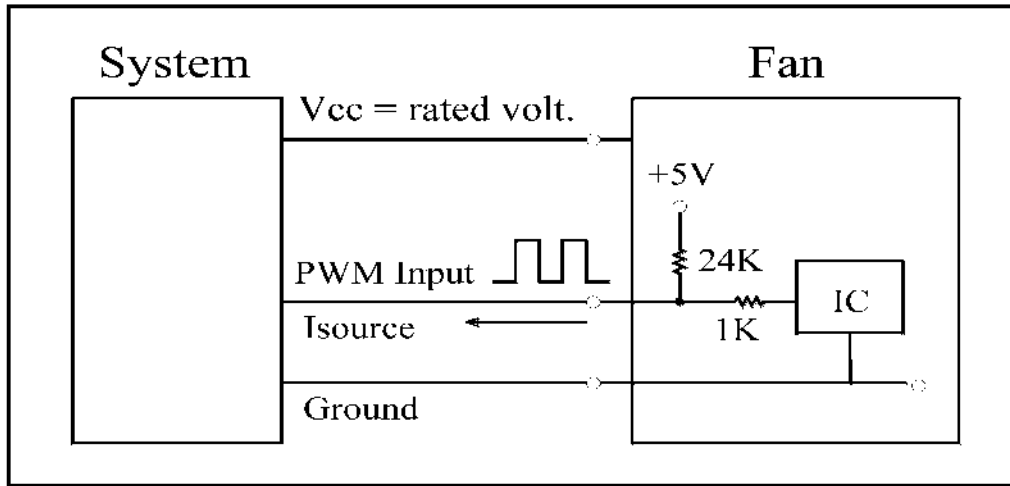 System
Fan
Vcc = rated volt.
+5V
24K
PWM Input
IC
1K
Isource
Ground